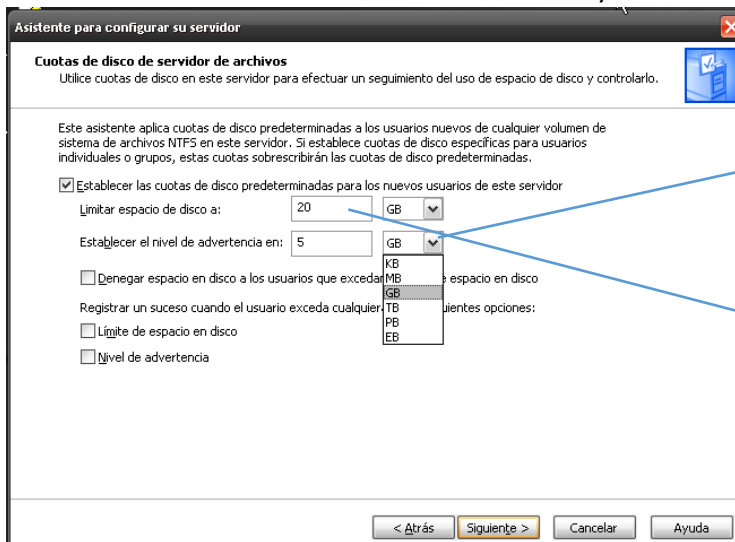 Asistente para configurar su servidor
Cuotas de disco de servidor de archivos
Utilice cuotas de disco en este servidor para efectuar un seguimiento del uso de espacio de disco y controlarlo.
Este asistente aplica cuotas de disco predeterminadas a los usuarios nuevos de cualquier volumen de
sistema de archivos NTFS en este servidor. Si establece cuotas de disco específicas para usuarios
individuales o grupos, estas cuotas sobrescribirán las cuotas de disco predeterminadas.
Establecer las cuotas de disco predeterminadas para los nuevos usuarios de este servidor
Limitar espacio de disco a: 20 GB
Establecer el nivel de advertencia en: 5 GB
KB
MB
GB
TB
PB
EB
Denegar espacio en disco a los usuarios que excedan espacio en disco
Registrar un suceso cuando el usuario exceda cualquier opciones:
Límite de espacio en disco
Nivel de advertencia
< Atrás Siguiente > Cancelar Ayuda